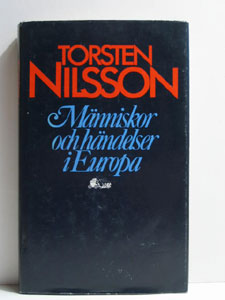 TORSTEN
NILSSON
Människor
och händelser
i Europa